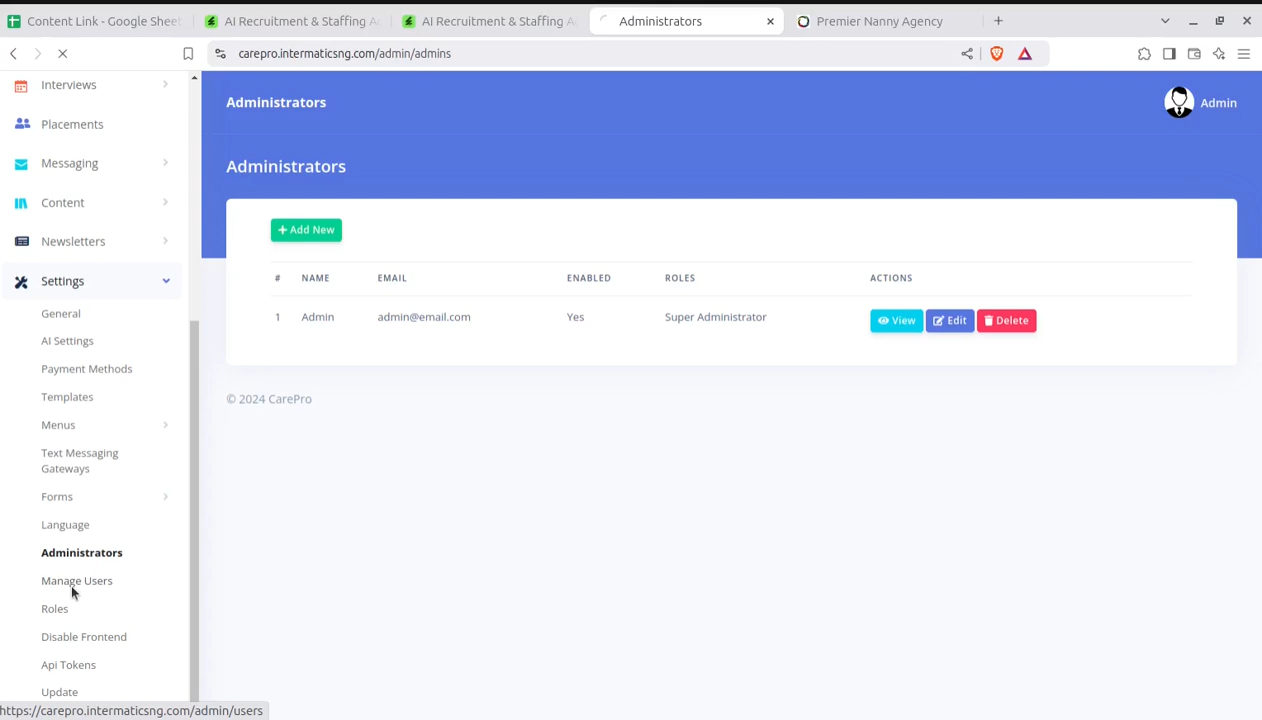 Content Link - Google Sheet
AI Recruitment & Staffing A
AI Recruitment & Staffing A
Administrators
Premier Nanny Agency
carepro.intermaticsng.com/admin/admins
Interviews
Placements
Messaging
Content
Newsletters
Settings
General
AI Settings
Payment Methods
Templates
Menus
Text Messaging
Gateways
Forms
Language
Administrators
Manage Users
Roles
Disable Frontend
Api Tokens
Update
https://carepro.intermaticsng.com/admin/users
Administrators
Admin
Administrators
+ Add New
# NAME EMAIL ENABLED ROLES ACTIONS
1 Admin admin@email.com Yes Super Administrator View Edit Delete
© 2024 CarePro